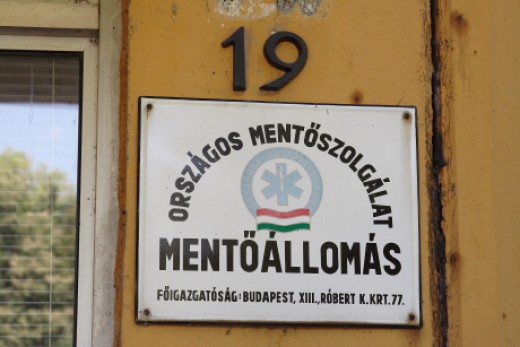 19
ORSZÁGOS MENTŐSZOLGÁLAT
MENTŐÁLLOMÁS
FŐIGAZGATÓSÁG: BUDAPEST, XIII., RÓBERT K. KRT. 77.